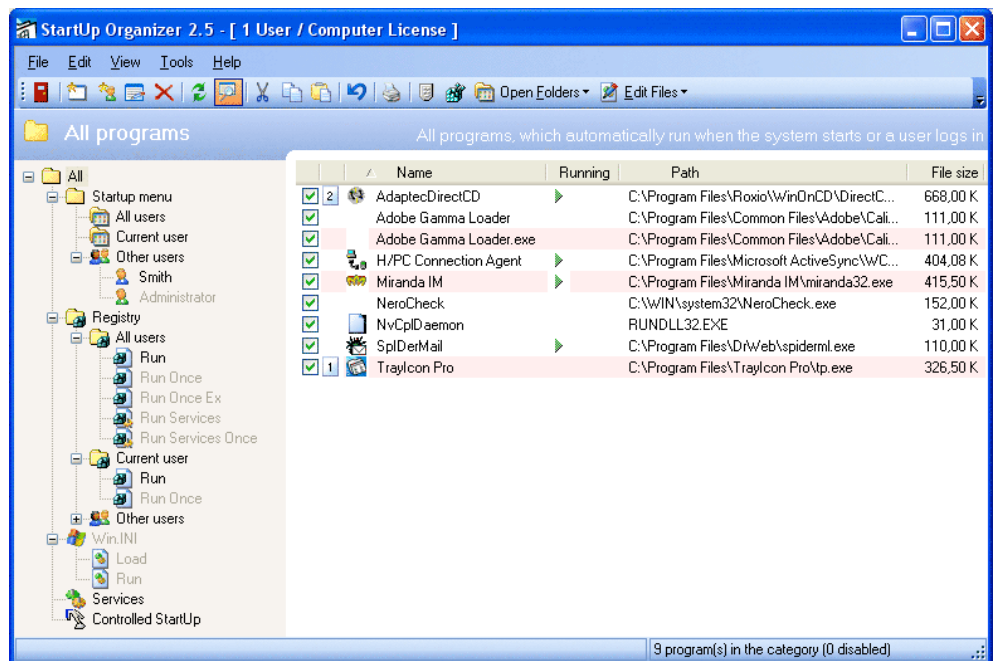 StartUp Organizer 2.5 - [ 1 User / Computer License ]
File Edit View Tools Help
Open Folders Edit Files
All programs All programs, which automatically run when the system starts or a user logs in
All
Startup menu
All users
Current user
Other users
Smith
Administrator
Registry
All users
Run
Run Once
Run Once Ex
Run Services
Run Services Once
Current user
Run
Run Once
Other users
Win.INI
Load
Run
Services
Controlled StartUp
Name Running Path File size
2 AdaptecDirectCD C:\Program Files\Roxio\WinOnCD\DirectC... 668,00 K
Adobe Gamma Loader C:\Program Files\Common Files\Adobe\Cali... 111,00 K
Adobe Gamma Loader.exe C:\Program Files\Common Files\Adobe\Cali... 111,00 K
H/PC Connection Agent C:\Program Files\Microsoft ActiveSync\WC... 404,08 K
Miranda IM C:\Program Files\Miranda IM\miranda32.exe 415,50 K
NeroCheck C:\WIN\system32\NeroCheck.exe 152,00 K
NvCplDaemon RUNDLL32.EXE 31,00 K
SpIDerMail C:\Program Files\DrWeb\spiderml.exe 110,00 K
1 TrayIcon Pro C:\Program Files\TrayIcon Pro\tp.exe 326,50 K
9 program(s) in the category (0 disabled)